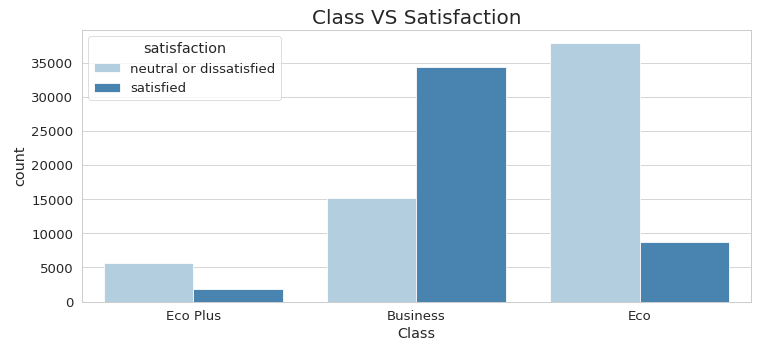 Class VS Satisfaction
satisfaction
neutral or dissatisfied
satisfied
count
35000
30000
25000
20000
15000
10000
5000
0
Eco Plus
Business
Eco
Class